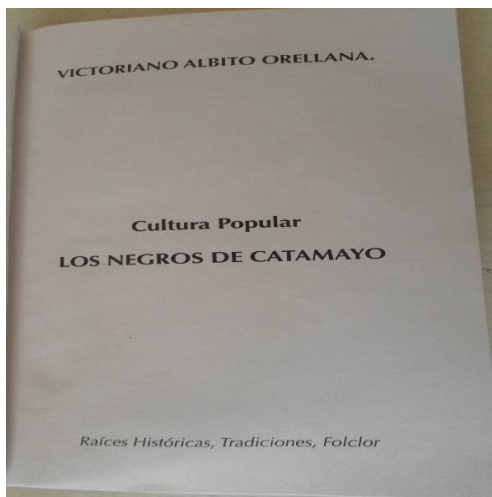 VICTORIANO ALBITO ORELLANA.
Cultura Popular
LOS NEGROS DE CATAMAYO
Raíces Históricas, Tradiciones, Folclor